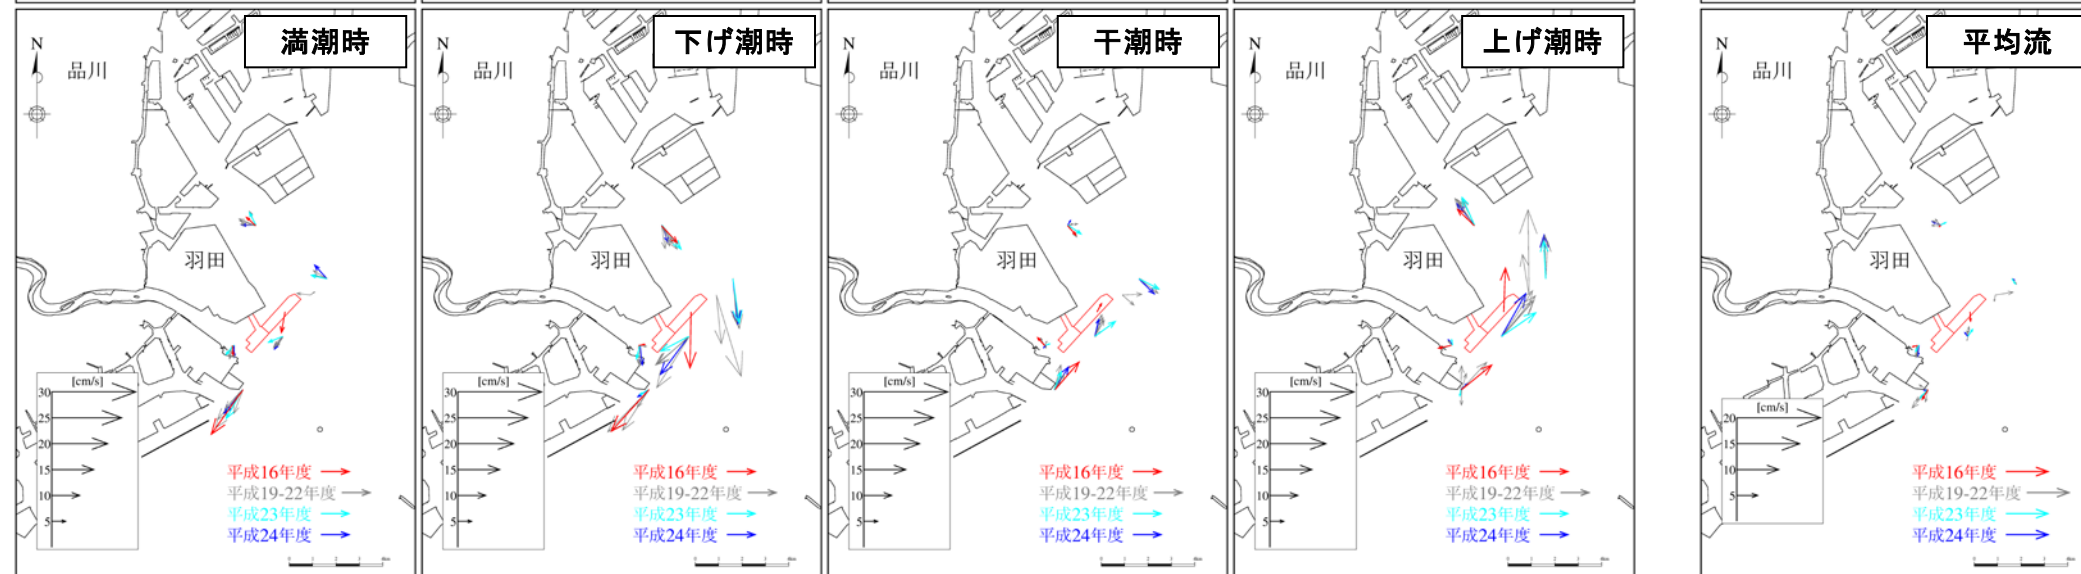 満潮時
N
品川
羽田
[cm/s]
30
25
20
15
10
5
平成16年度
平成19-22年度
平成23年度
平成24年度
下げ潮時
N
品川
羽田
[cm/s]
30
25
20
15
10
5
平成16年度
平成19-22年度
平成23年度
平成24年度
干潮時
N
品川
羽田
[cm/s]
30
25
20
15
10
5
平成16年度
平成19-22年度
平成23年度
平成24年度
上げ潮時
N
品川
羽田
[cm/s]
30
25
20
15
10
5
平成16年度
平成19-22年度
平成23年度
平成24年度
平均流
N
品川
羽田
[cm/s]
20
15
10
5
平成16年度
平成19-22年度
平成23年度
平成24年度